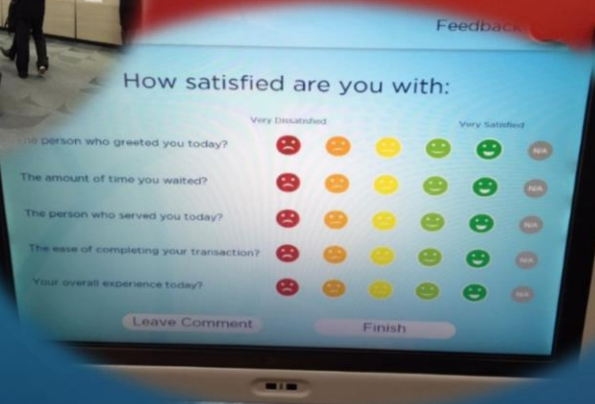 Feedback
How satisfied are you with:
Very Dissatisfied Very Satisfied
The person who greeted you today? N/A
The amount of time you waited? N/A
The person who served you today? N/A
The ease of completing your transaction? N/A
Your overall experience today? N/A
Leave Comment Finish